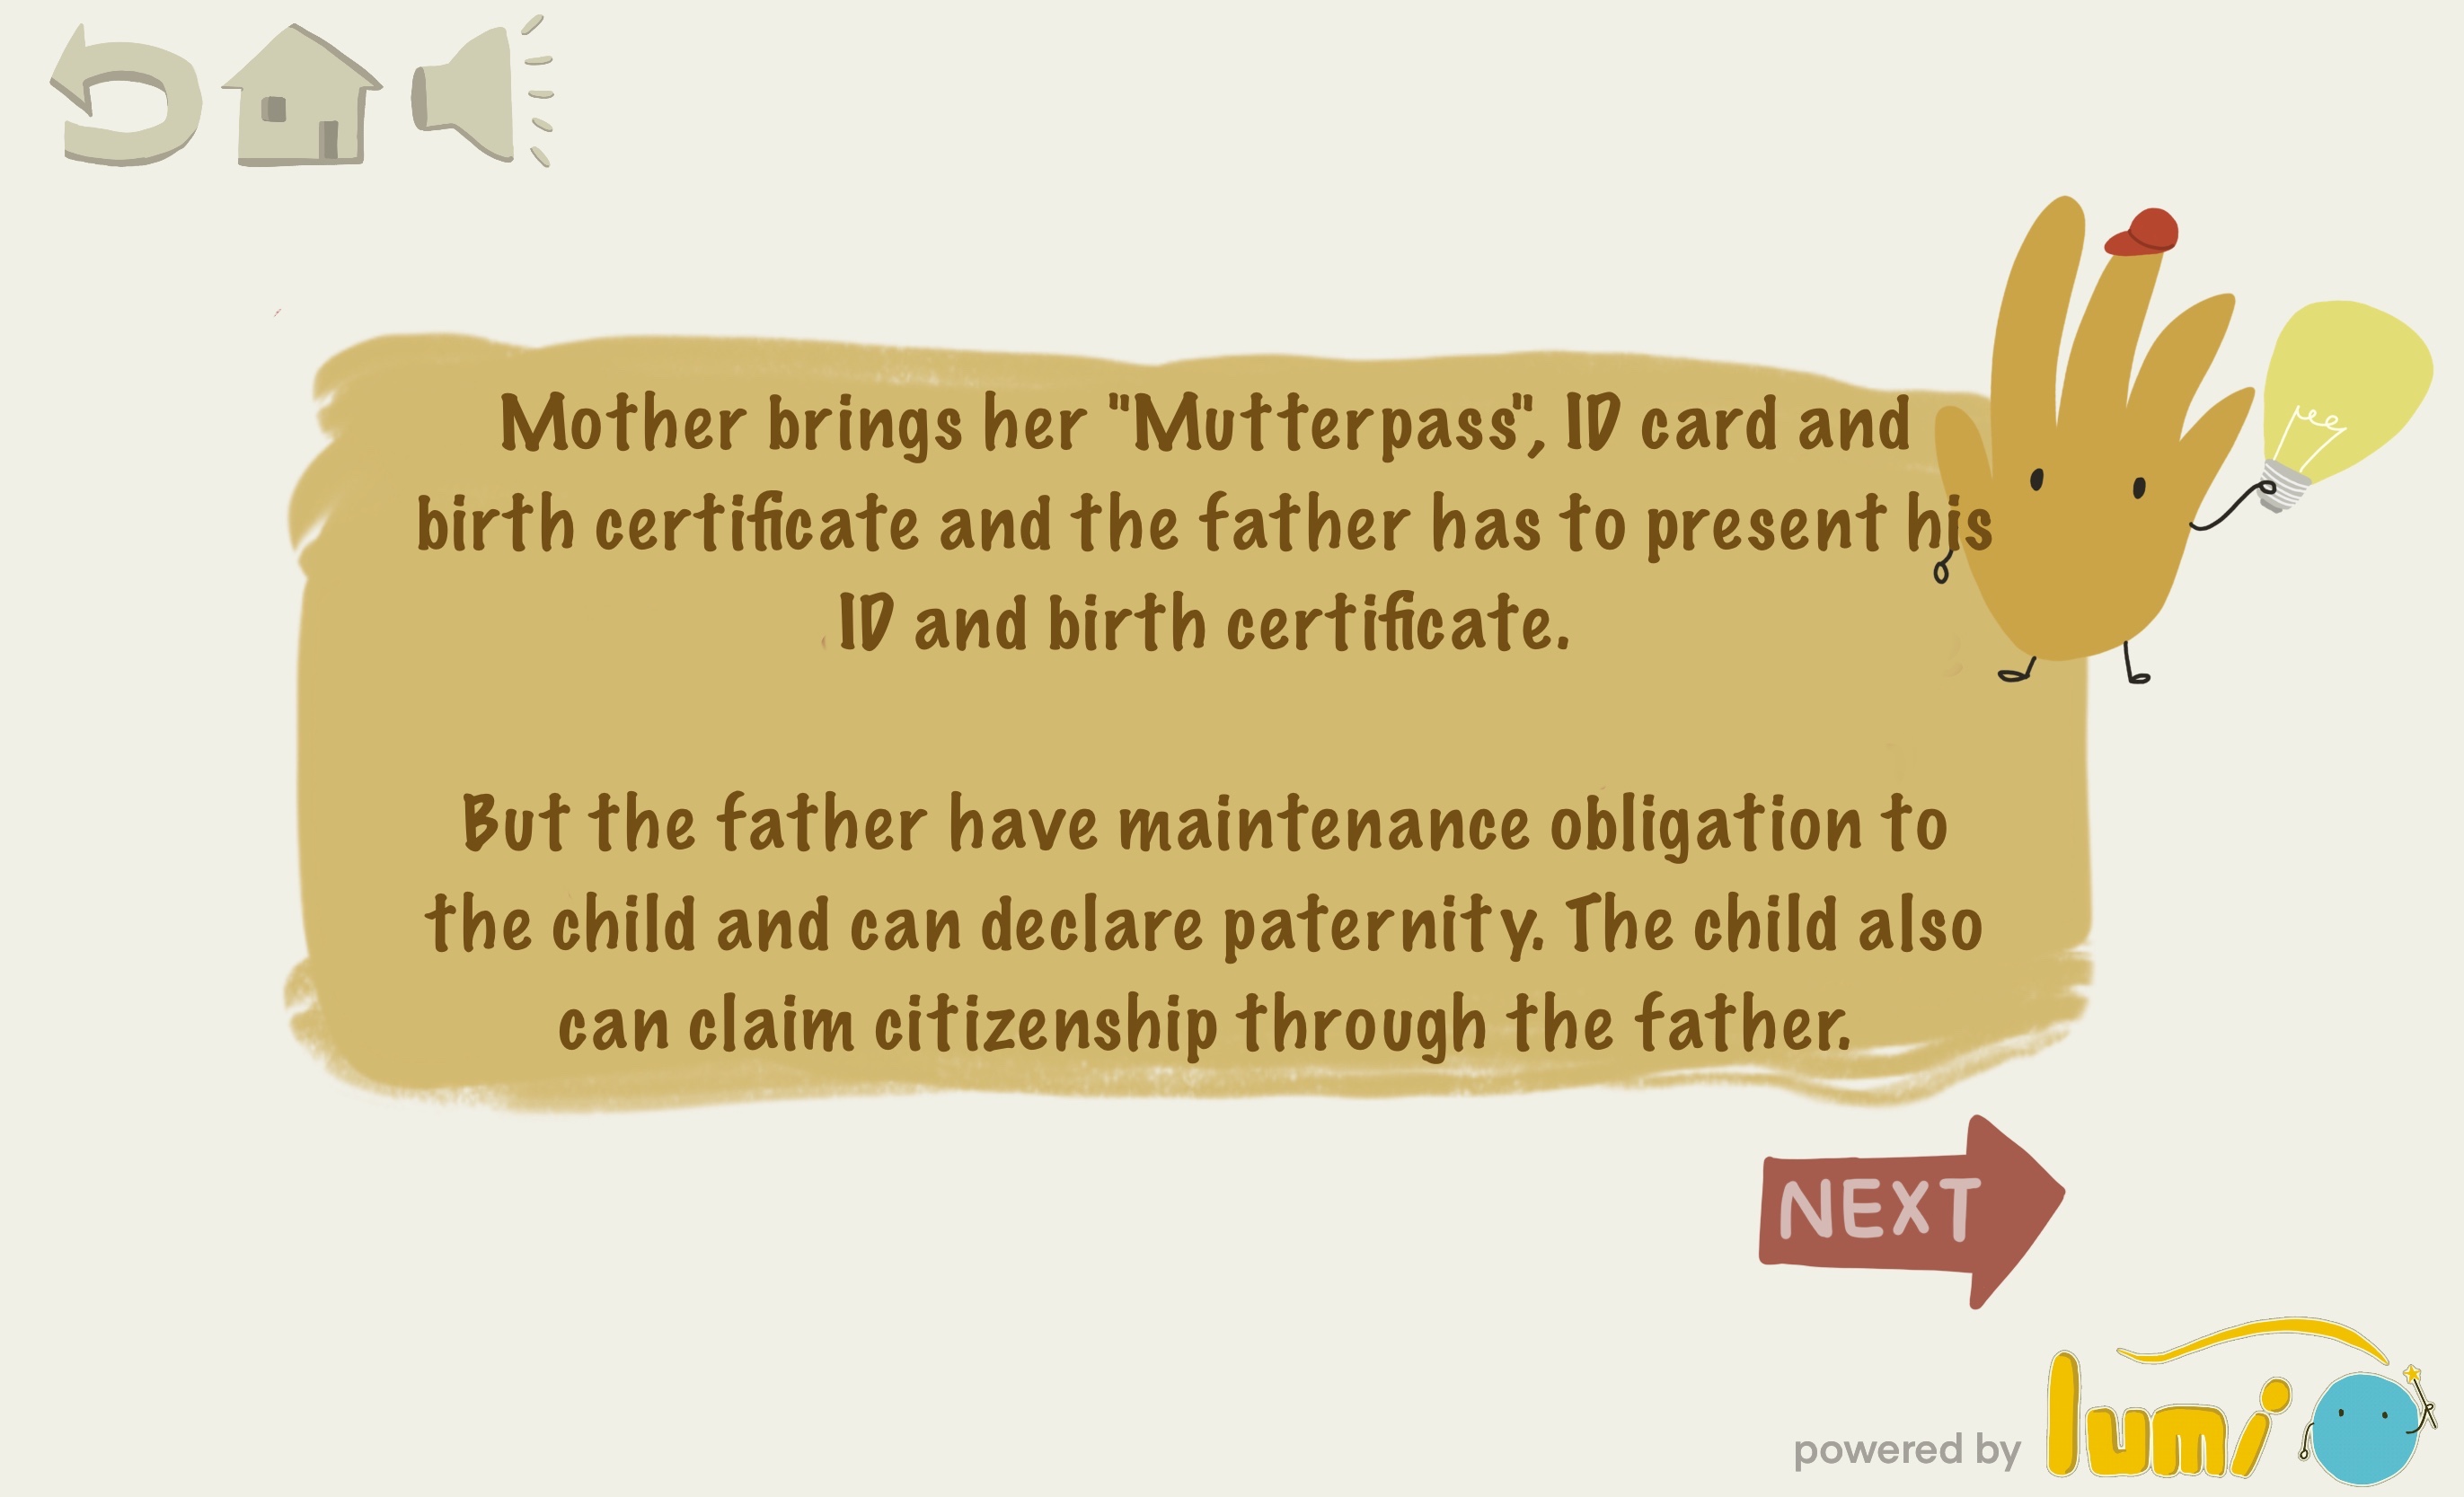 Mother brings her "Mutterpass", ID card and
birth certificate and the father has to present his
ID and birth certificate.
But the father have maintenance obligation to
the child and can declare paternity. The child also
can claim citizenship through the father.
NEXT
powered by lumi